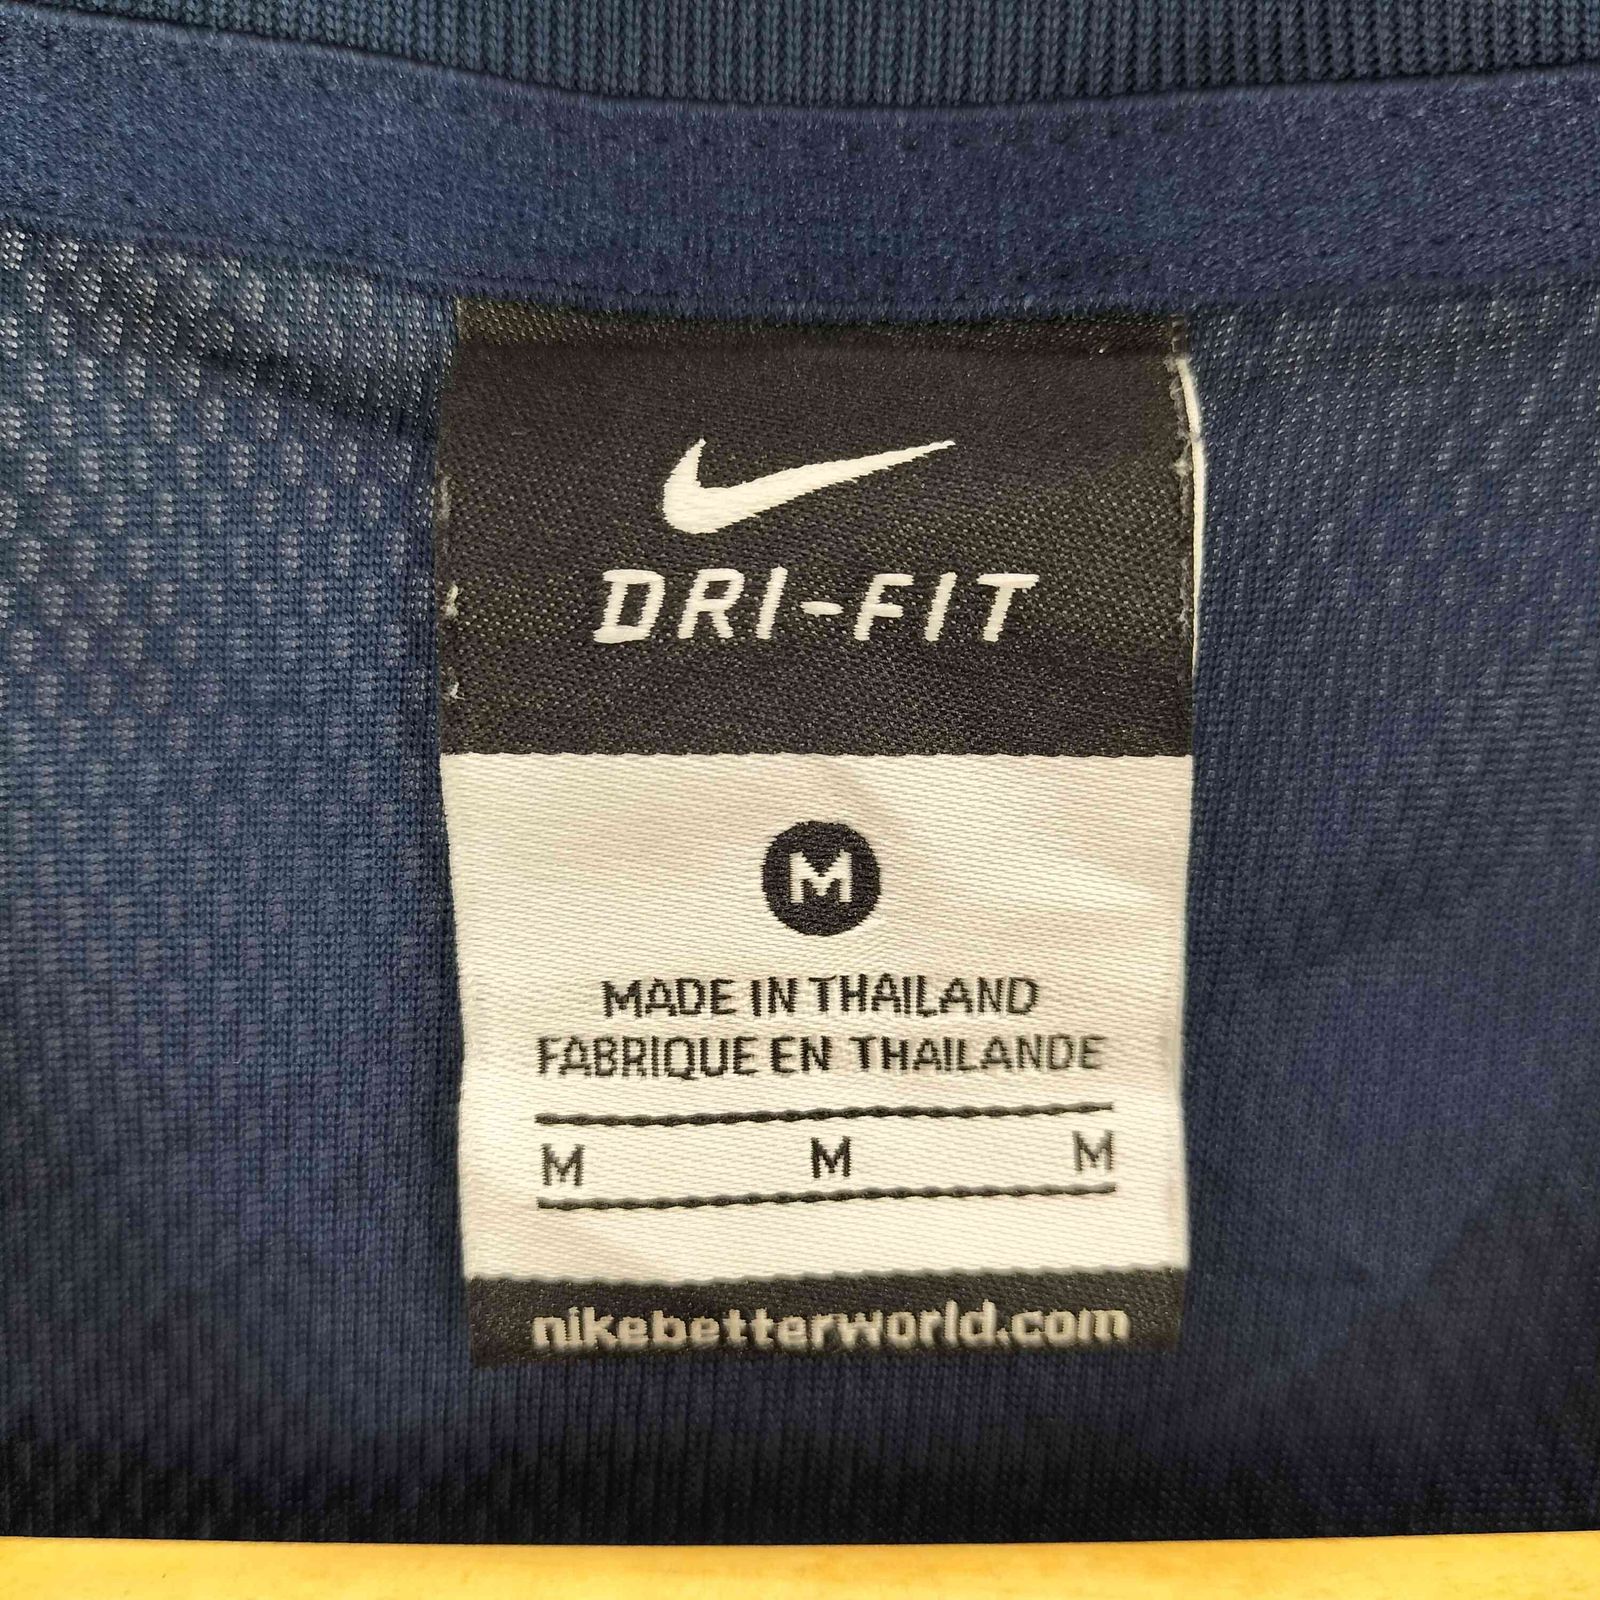 DRI-FIT
M
MADE IN THAILAND
FABRIQUE EN THAILANDE
M M M
nikebetterworld.com